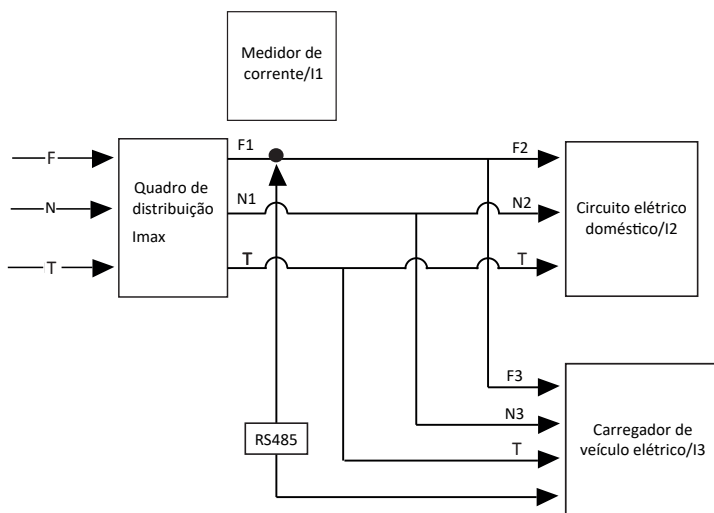 Medidor de
corrente/I1
F
N
T
Quadro de
distribuição
Imax
F1
N1
T
F2
N2
T
Circuito elétrico
doméstico/I2
F3
N3
T
RS485
Carregador de
veículo elétrico/I3